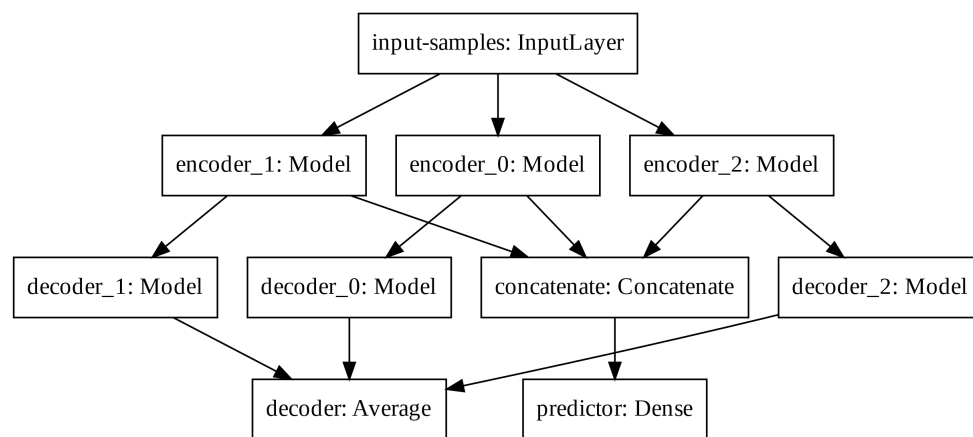 input-samples: InputLayer
encoder_1: Model
encoder_0: Model
encoder_2: Model
decoder_1: Model
decoder_0: Model
concatenate: Concatenate
decoder_2: Model
decoder: Average
predictor: Dense